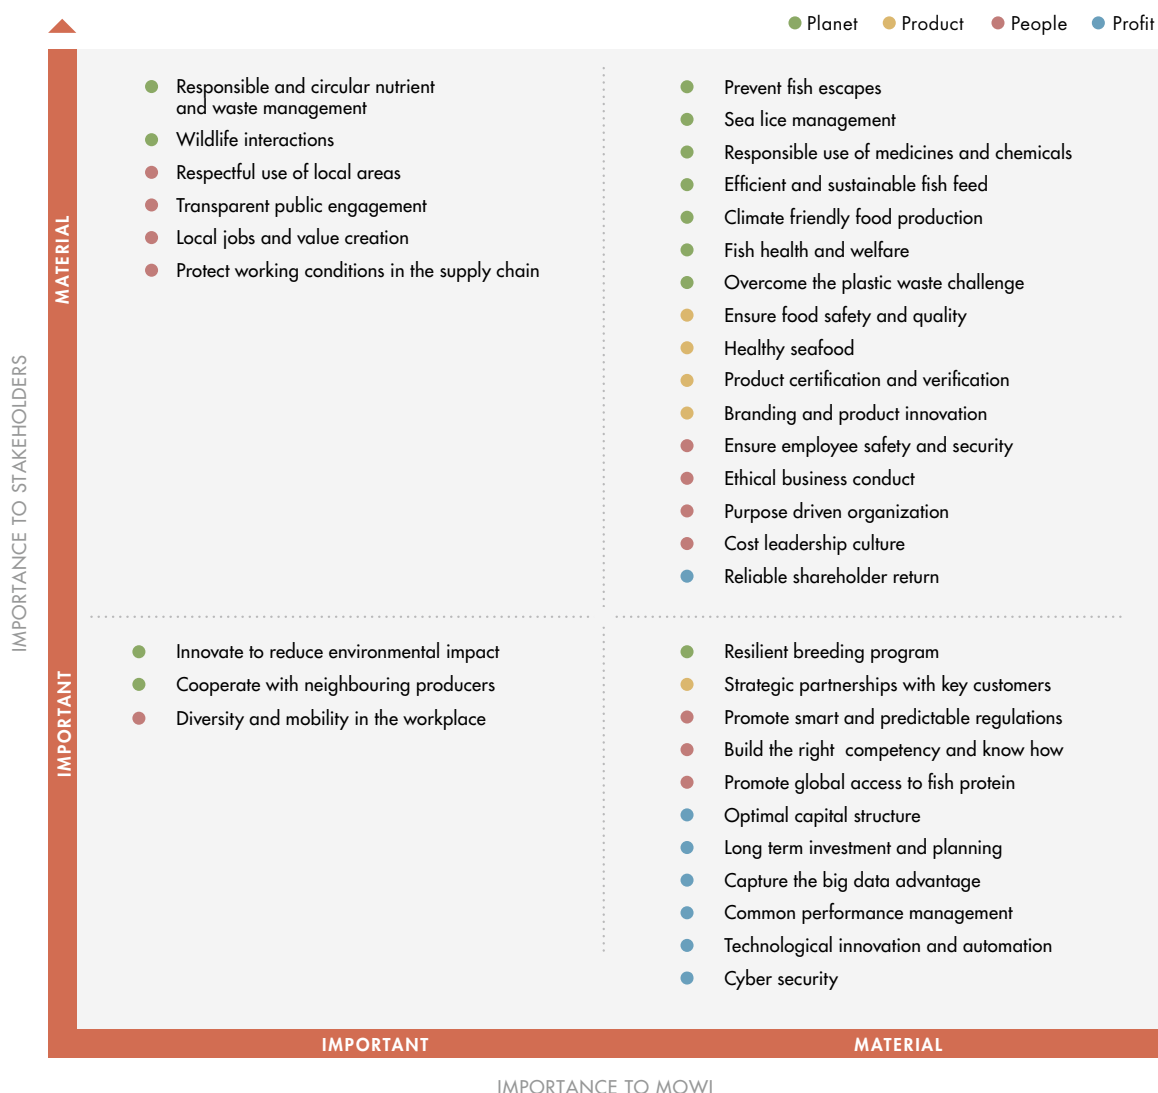 Planet Product People Profit
Responsible and circular nutrient
and waste management
Wildlife interactions
Respectful use of local areas
Transparent public engagement
Local jobs and value creation
Protect working conditions in the supply chain
Prevent fish escapes
Sea lice management
Responsible use of medicines and chemicals
Efficient and sustainable fish feed
Climate friendly food production
Fish health and welfare
Overcome the plastic waste challenge
Ensure food safety and quality
Healthy seafood
Product certification and verification
Branding and product innovation
Ensure employee safety and security
Ethical business conduct
Purpose driven organization
Cost leadership culture
Reliable shareholder return
MATERIAL
IMPORTANCE TO STAKEHOLDERS
IMPORTANT
Innovate to reduce environmental impact
Cooperate with neighbouring producers
Diversity and mobility in the workplace
Resilient breeding program
Strategic partnerships with key customers
Promote smart and predictable regulations
Build the right competency and know how
Promote global access to fish protein
Optimal capital structure
Long term investment and planning
Capture the big data advantage
Common performance management
Technological innovation and automation
Cyber security
IMPORTANT
MATERIAL
IMPORTANCE TO MOWI